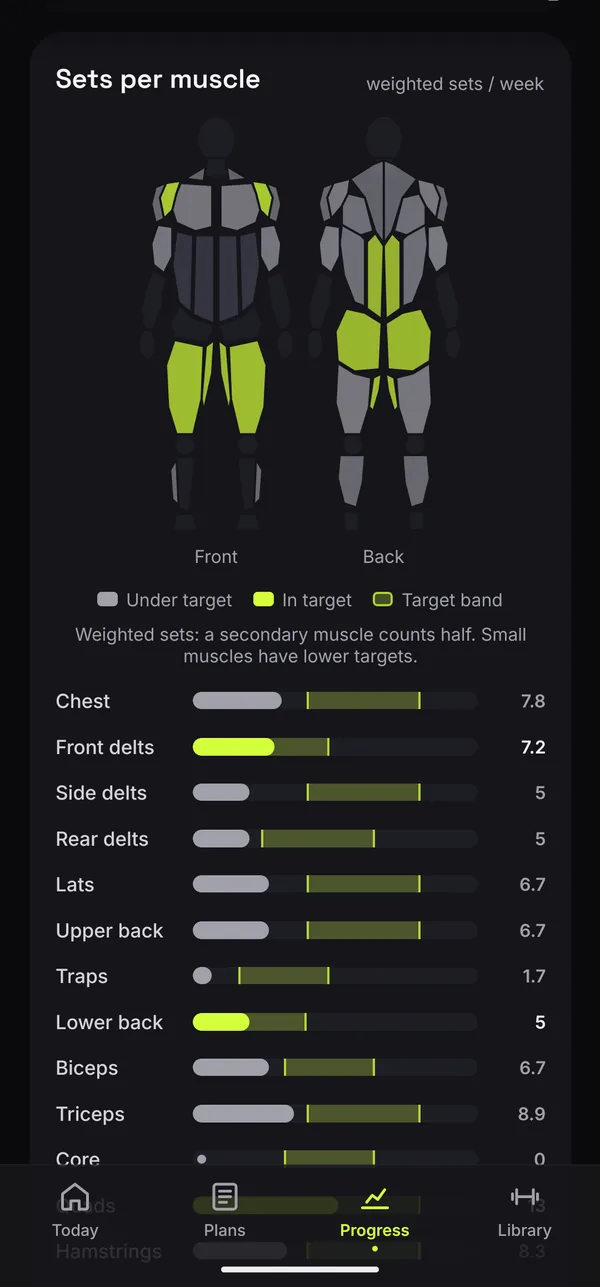 Sets per muscle
weighted sets / week
Front
Back
Under target
In target
Target band
Weighted sets: a secondary muscle counts half. Small
muscles have lower targets.
Chest 7.8
Front delts 7.2
Side delts 5
Rear delts 5
Lats 6.7
Upper back 6.7
Traps 1.7
Lower back 5
Biceps 6.7
Triceps 8.9
Core 0
Quads 13
Today
Plans
Progress
Library
Hamstrings 8.3